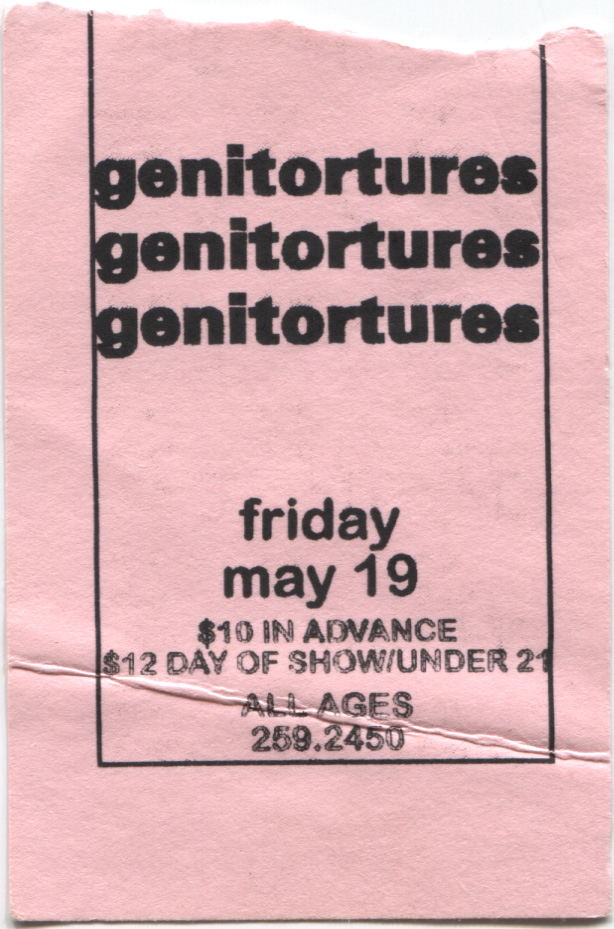 genitortures
genitortures
genitortures
friday
may 19
$10 IN ADVANCE
$12 DAY OF SHOW/UNDER 21
ALL AGES
259.2450